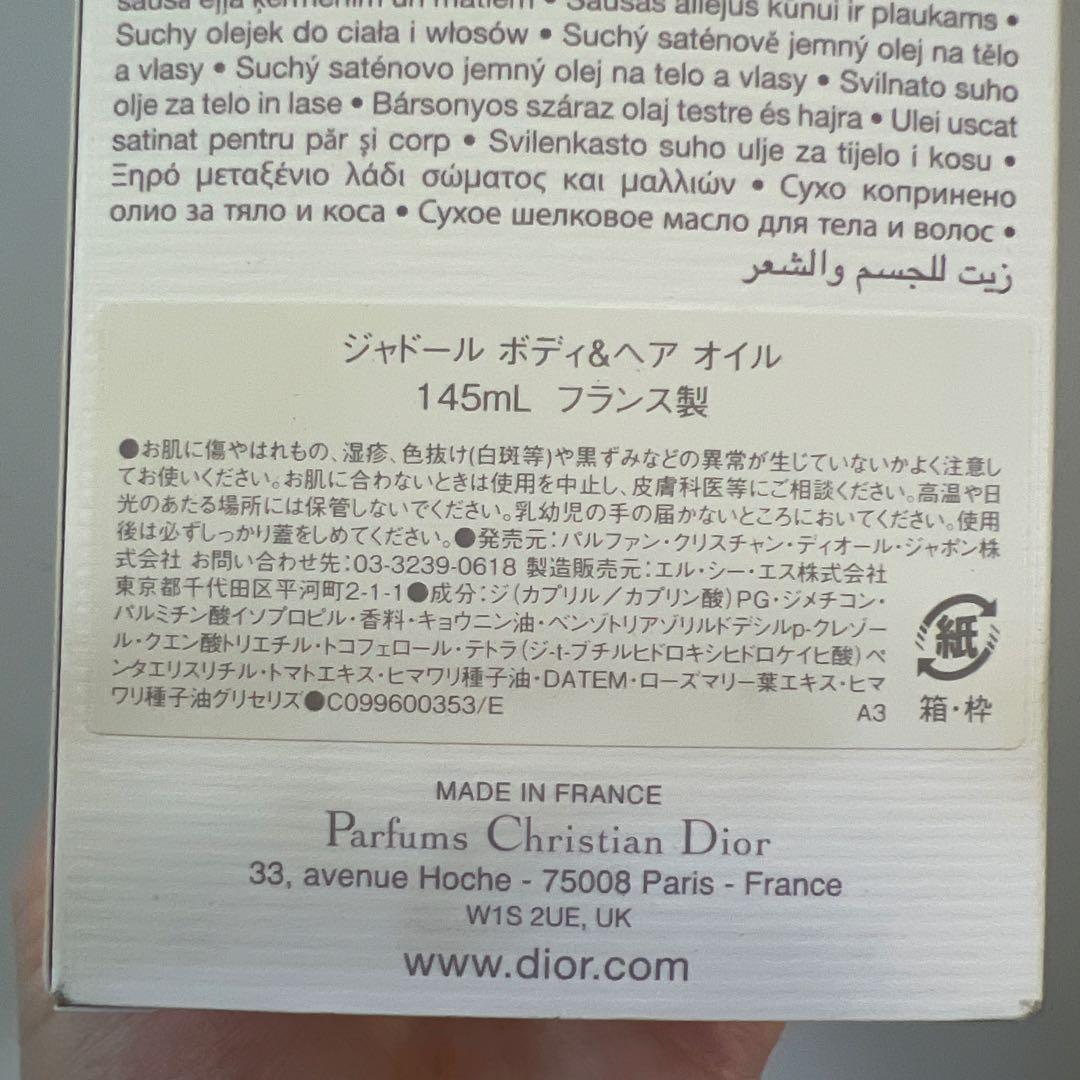 sausā eļļa ķermenim un matiem • Sausas aliejus kūnui ir plaukams •
Suchy olejek do ciała i włosów • Suchý saténově jemný olej na tělo
a vlasy • Suchý saténovo jemný olej na telo a vlasy • Svilnato suho
olje za telo in lase • Bársonyos száraz olaj testre és hajra • Ulei uscat
satinat pentru păr şi corp • Svilenkasto suho ulje za tijelo i kosu •
Ξηρό μεταξένιο λάδι σώματος και μαλλιών • Сухо копринено
олио за тяло и коса • Сухое шелковое масло для тела и волос •
زيت للجسم والشعر
ジャドール ボディ&ヘア オイル
145mL フランス製
●お肌に傷やはれもの、湿疹、色抜け(白斑等)や黒ずみなどの異常が生じていないかよく注意し
てお使いください。お肌に合わないときは使用を中止し、皮膚科医等にご相談ください。高温や日
光のあたる場所には保管しないでください。乳幼児の手の届かないところにおいてください。使用
後は必ずしっかり蓋をしめてください。●発売元:パルファン・クリスチャン・ディオール・ジャポン株
式会社 お問い合わせ先:03-3239-0618 製造販売元:エル・シー・エス株式会社
東京都千代田区平河町2-1-1●成分:ジ(カプリル/カプリン酸)PG・ジメチコン・
パルミチン酸イソプロピル・香料・キョウニン油・ベンゾトリアゾリルドデシルp-クレゾー
ル・クエン酸トリエチル・トコフェロール・テトラ(ジ-t-ブチルヒドロキシヒドロケイヒ酸)ペ
ンタエリスリチル・トマトエキス・ヒマワリ種子油・DATEM・ローズマリー葉エキス・ヒマ
ワリ種子油グリセリズ●C099600353/E
A3
紙
箱・枠
MADE IN FRANCE
Parfums Christian Dior
33, avenue Hoche - 75008 Paris - France
W1S 2UE, UK
www.dior.com